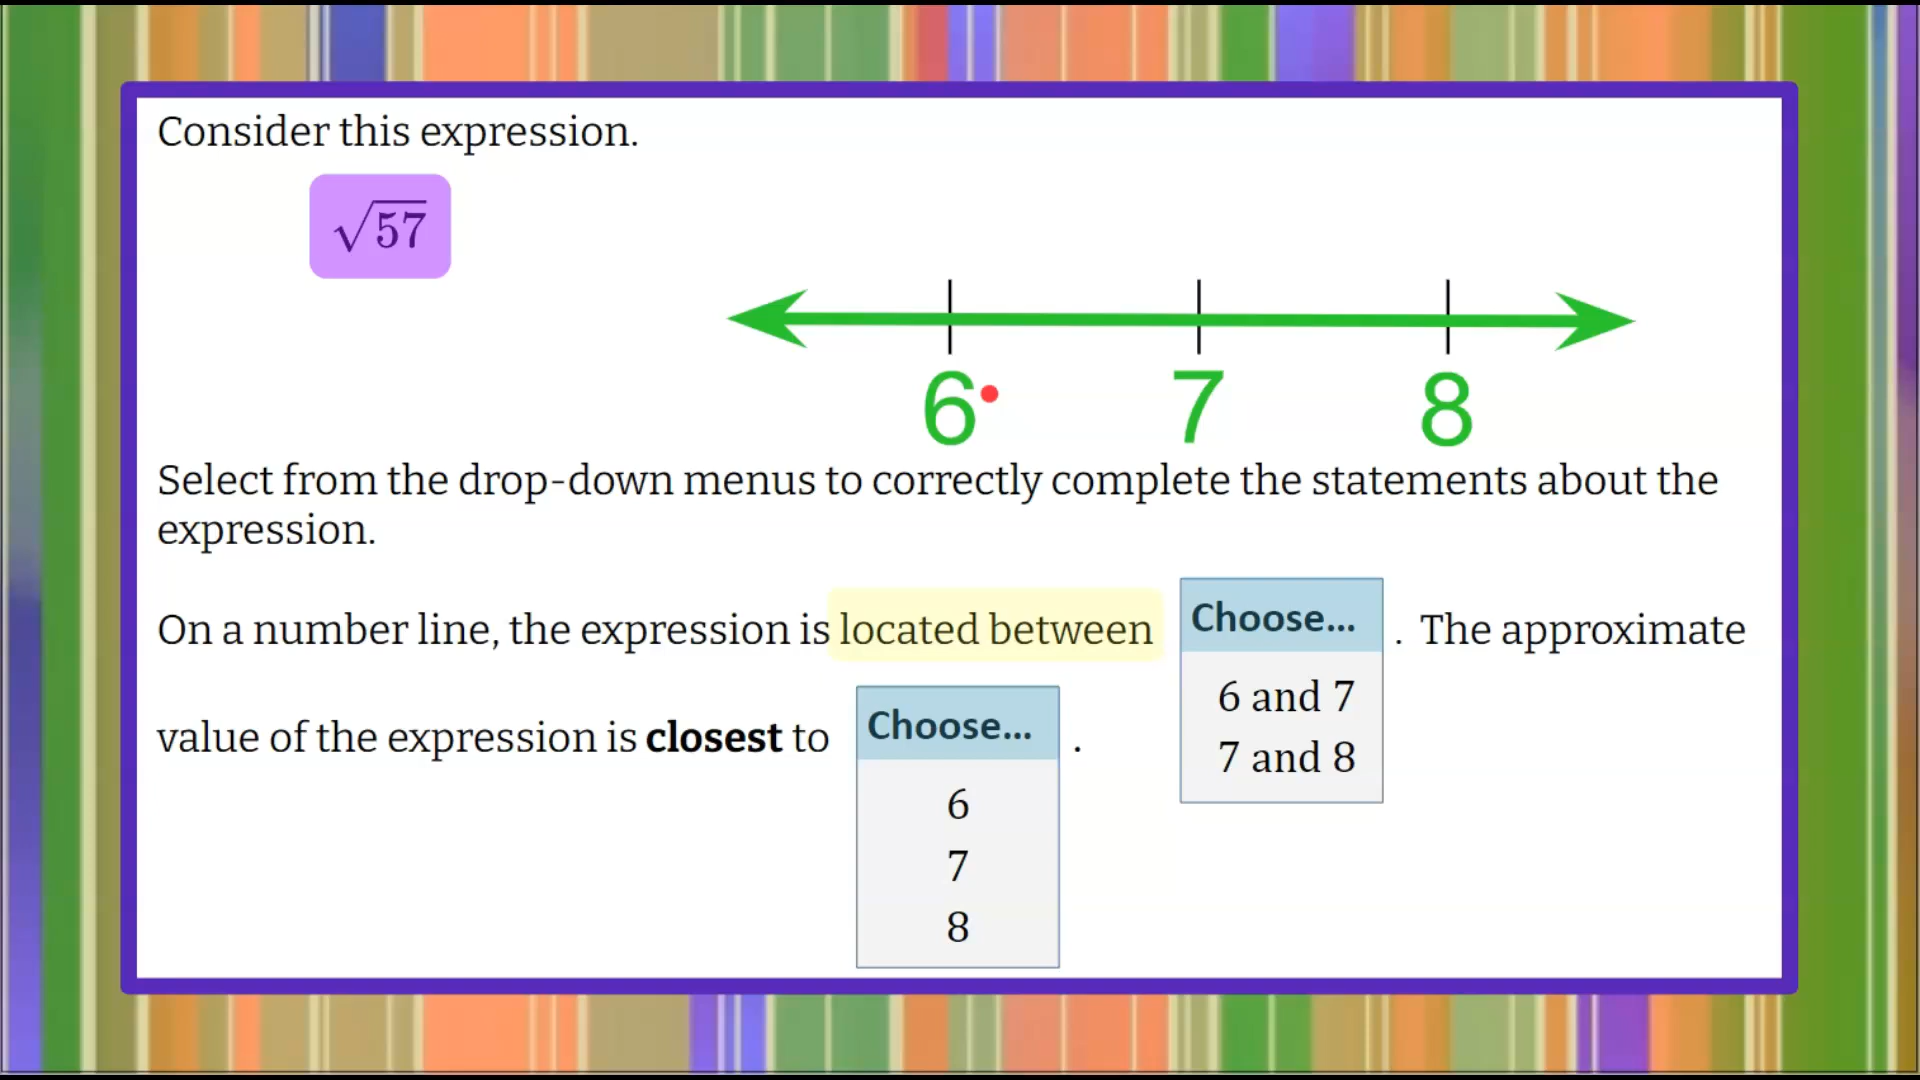 Consider this expression.
√57
6 7 8
Select from the drop-down menus to correctly complete the statements about the
expression.
On a number line, the expression is located between Choose... . The approximate
6 and 7
7 and 8
value of the expression is closest to Choose... .
6
7
8